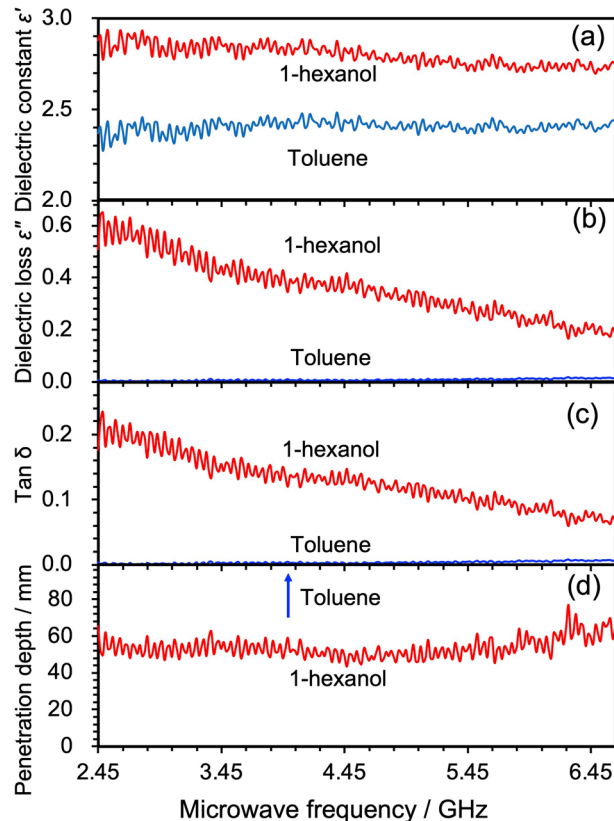 Dielectric constant ε′
3.0
2.5
2.0
(a)
1-hexanol
Toluene
Dielectric loss ε″
0.6
0.4
0.2
0.0
(b)
1-hexanol
Toluene
Tan δ
0.2
0.1
0.0
(c)
1-hexanol
Toluene
Penetration depth / mm
80
60
40
20
0
(d)
Toluene
1-hexanol
2.45 3.45 4.45 5.45 6.45
Microwave frequency / GHz